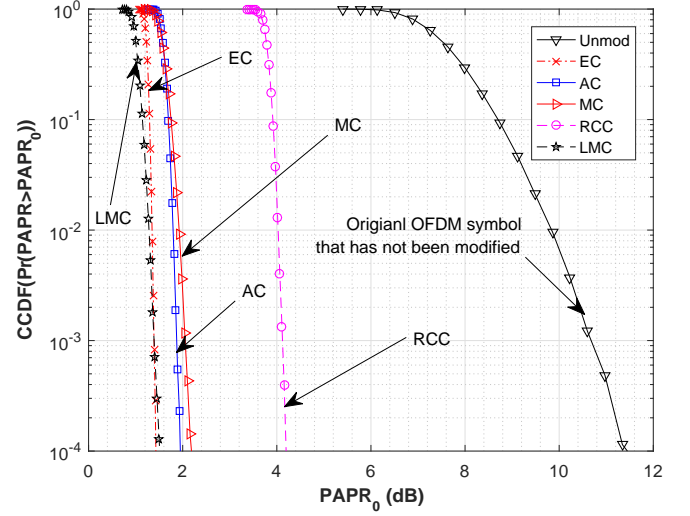 CCDF(Pr(PAPR>PAPR0))
10^0
10^-1
10^-2
10^-3
10^-4
EC
LMC
MC
AC
RCC
Origianl OFDM symbol
that has not been modified
Unmod
EC
AC
MC
RCC
LMC
0 2 4 6 8 10 12
PAPR0 (dB)